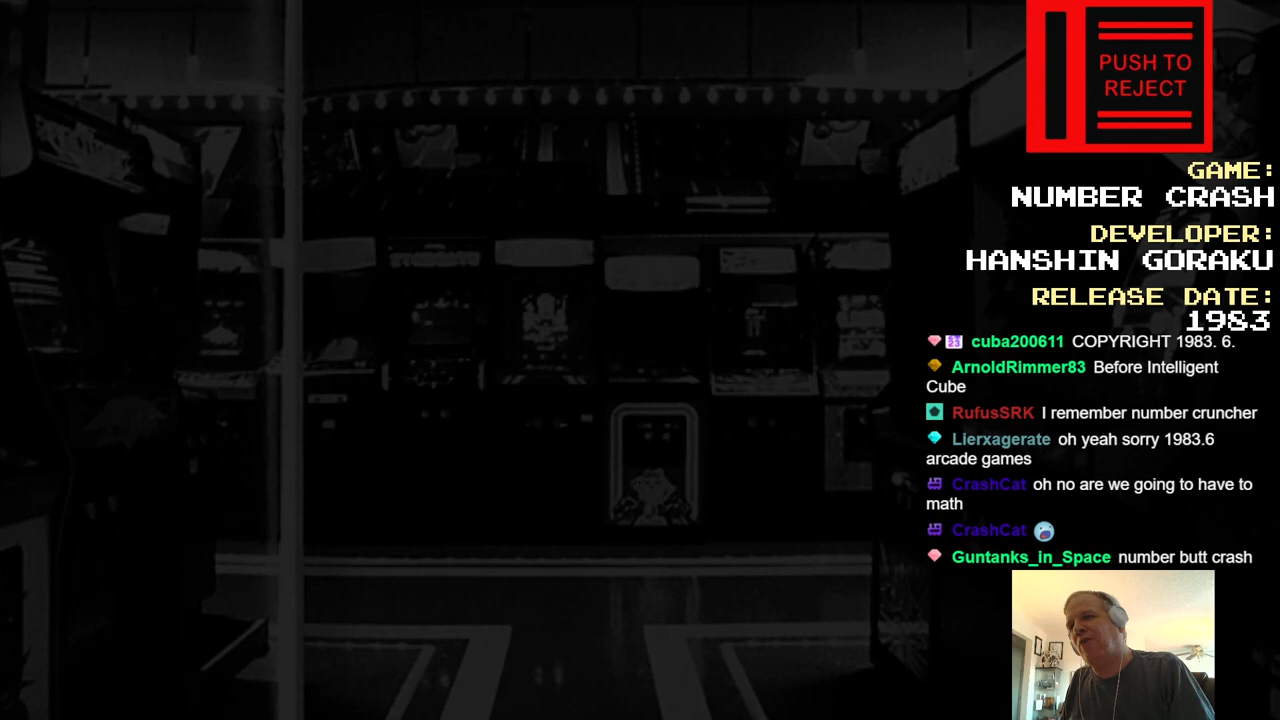 PUSH TO
REJECT
GAME:
NUMBER CRASH
DEVELOPER:
HANSHIN GORAKU
RELEASE DATE:
1983
cuba200611 COPYRIGHT 1983. 6.
ArnoldRimmer83 Before Intelligent
Cube
RufusSRK I remember number cruncher
Lierxagerate oh yeah sorry 1983.6
arcade games
CrashCat oh no are we going to have to
math
CrashCat
Guntanks_in_Space number butt crash